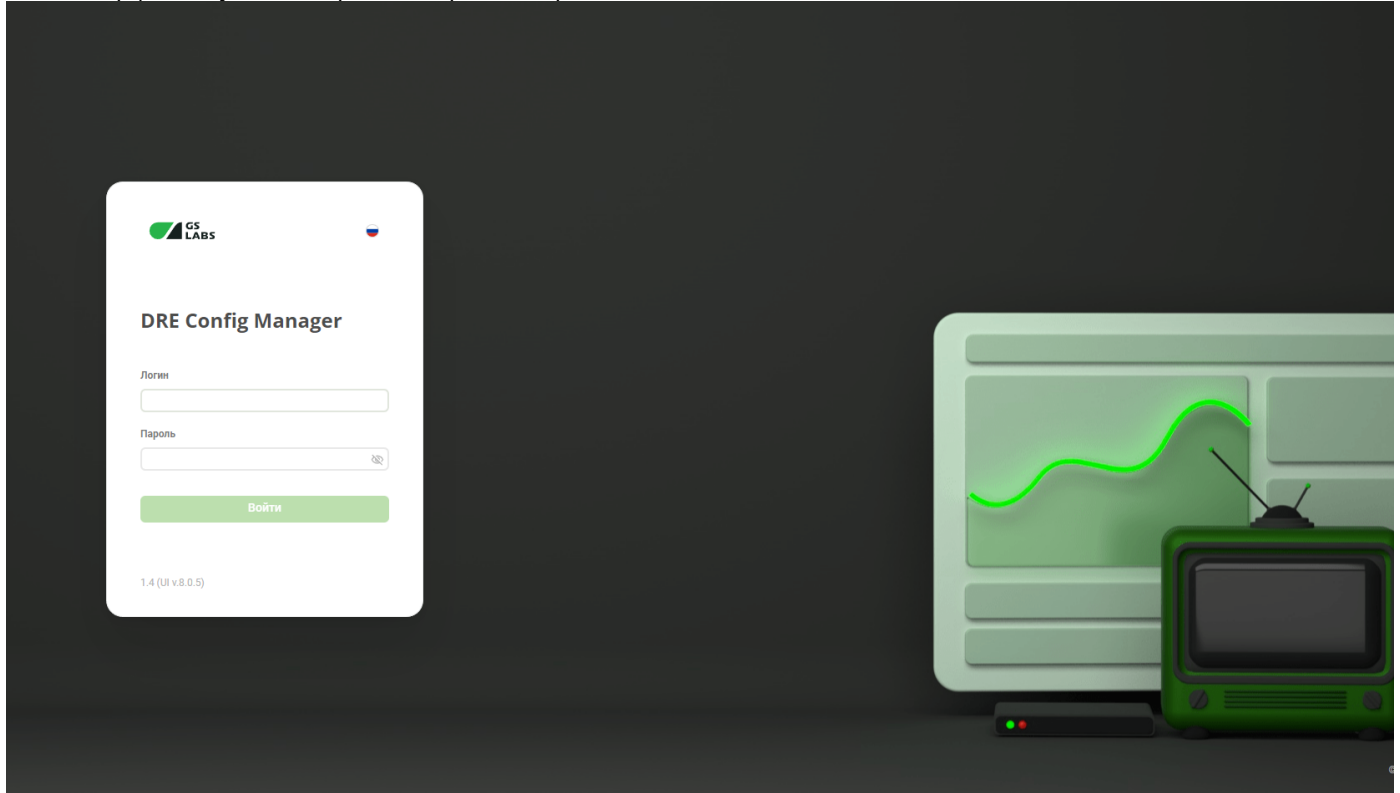 GS
LABS
DRE Config Manager
Логин
Пароль
Войти
1.4 (UI v.8.0.5)